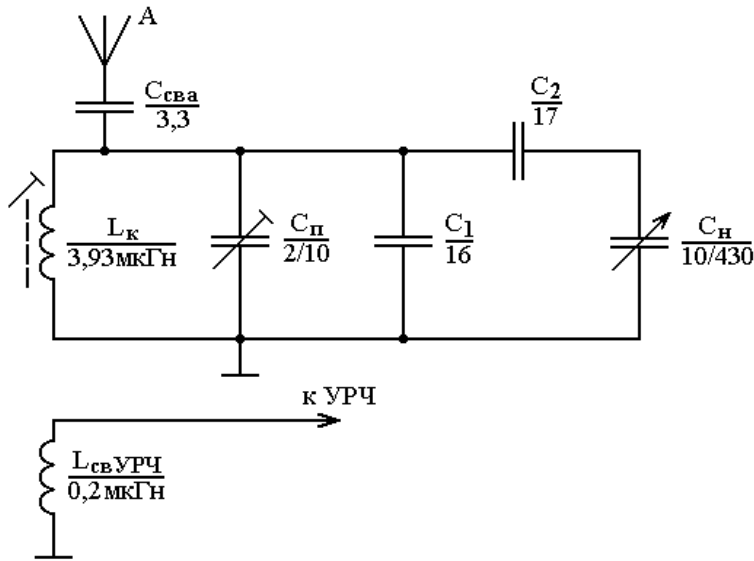 А
Cсва
3,3
C2
17
Lк
3,93мкГн
Cп
2/10
C1
16
Cн
10/430
к УРЧ
LсвУРЧ
0,2мкГн